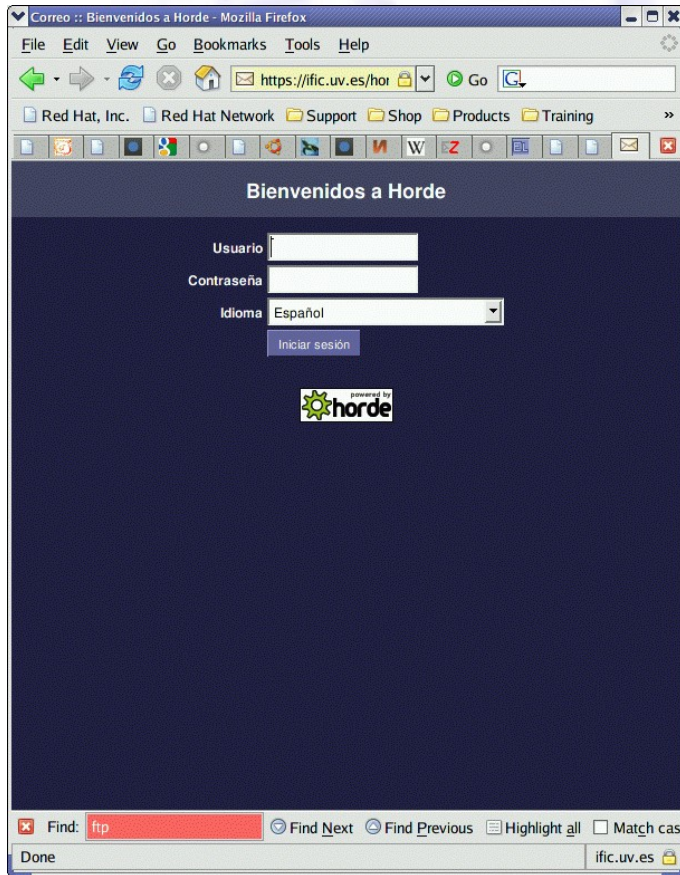 Correo :: Bienvenidos a Horde - Mozilla Firefox
File Edit View Go Bookmarks Tools Help
https://ific.uv.es/hor Go G
Red Hat, Inc. Red Hat Network Support Shop Products Training »
W Z
Bienvenidos a Horde
Usuario
Contraseña
Idioma Español
Iniciar sesión
powered by
horde
Find: ftp Find Next Find Previous Highlight all Match cas
Done ific.uv.es